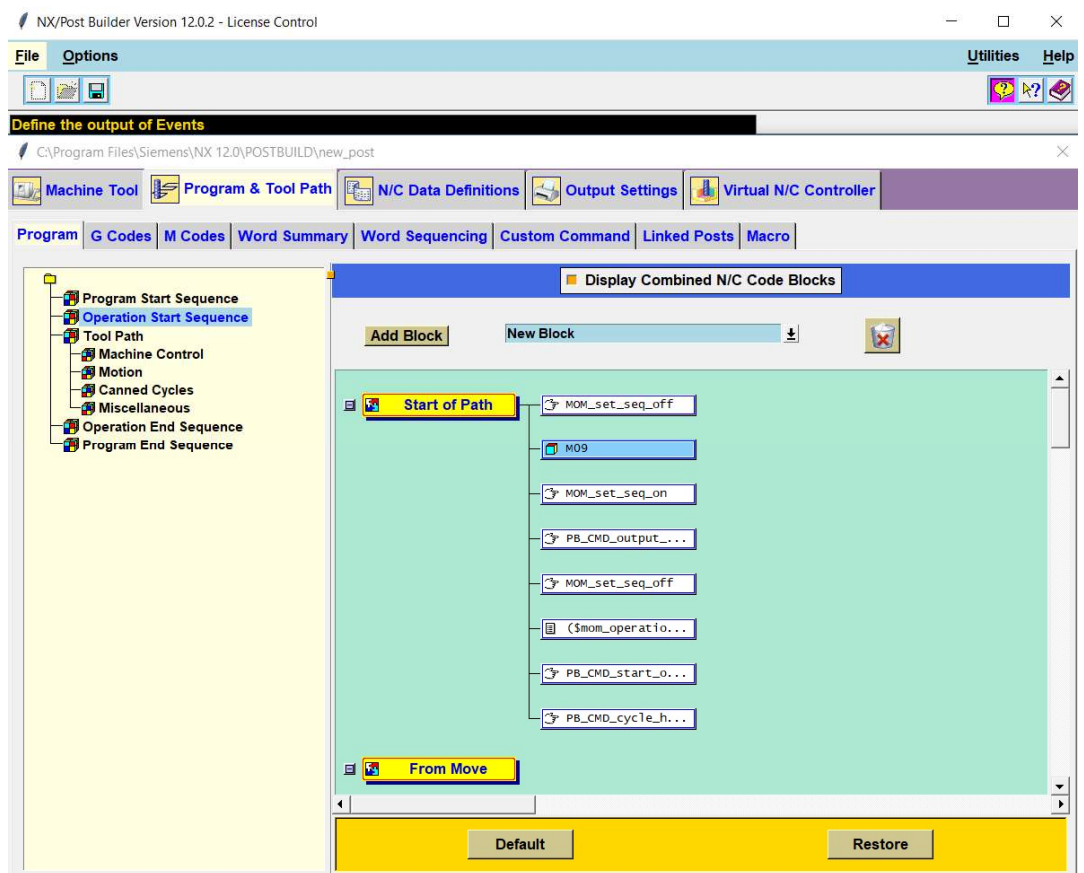 NX/Post Builder Version 12.0.2 - License Control
File Options Utilities Help
Define the output of Events
C:\Program Files\Siemens\NX 12.0\POSTBUILD\new_post
Machine Tool Program & Tool Path N/C Data Definitions Output Settings Virtual N/C Controller
Program G Codes M Codes Word Summary Word Sequencing Custom Command Linked Posts Macro
Program Start Sequence
Operation Start Sequence
Tool Path
Machine Control
Motion
Canned Cycles
Miscellaneous
Operation End Sequence
Program End Sequence
Display Combined N/C Code Blocks
Add Block New Block
Start of Path MOM_set_seq_off
M09
MOM_set_seq_on
PB_CMD_output_...
MOM_set_seq_off
($mom_operatio...
PB_CMD_start_o...
PB_CMD_cycle_h...
From Move
Default Restore